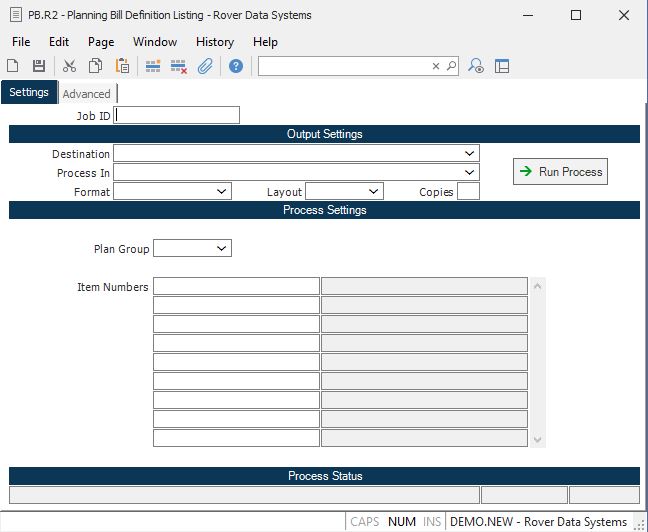 PB.R2 - Planning Bill Definition Listing - Rover Data Systems
File Edit Page Window History Help
Settings Advanced
Job ID
Output Settings
Destination
Process In
Run Process
Format Layout Copies
Process Settings
Plan Group
Item Numbers
Process Status
CAPS NUM INS DEMO.NEW - Rover Data Systems